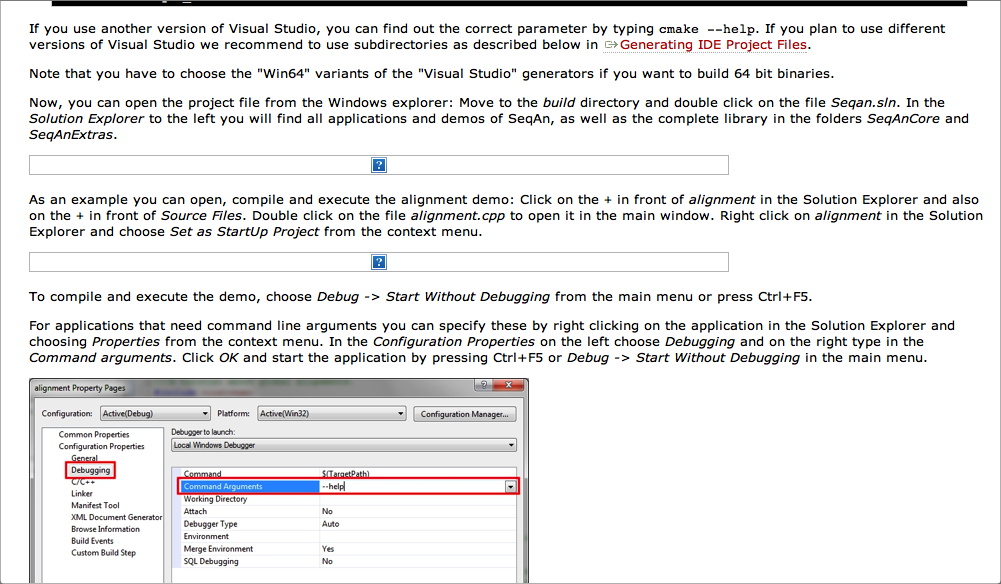 If you use another version of Visual Studio, you can find out the correct parameter by typing cmake --help. If you plan to use different
versions of Visual Studio we recommend to use subdirectories as described below in Generating IDE Project Files.
Note that you have to choose the "Win64" variants of the "Visual Studio" generators if you want to build 64 bit binaries.
Now, you can open the project file from the Windows explorer: Move to the build directory and double click on the file Seqan.sln. In the
Solution Explorer to the left you will find all applications and demos of SeqAn, as well as the complete library in the folders SeqAnCore and
SeqAnExtras.
?
As an example you can open, compile and execute the alignment demo: Click on the + in front of alignment in the Solution Explorer and also
on the + in front of Source Files. Double click on the file alignment.cpp to open it in the main window. Right click on alignment in the Solution
Explorer and choose Set as StartUp Project from the context menu.
?
To compile and execute the demo, choose Debug -> Start Without Debugging from the main menu or press Ctrl+F5.
For applications that need command line arguments you can specify these by right clicking on the application in the Solution Explorer and
choosing Properties from the context menu. In the Configuration Properties on the left choose Debugging and on the right type in the
Command arguments. Click OK and start the application by pressing Ctrl+F5 or Debug -> Start Without Debugging in the main menu.
alignment Property Pages
Configuration: Active(Debug) Platform: Active(Win32) Configuration Manager...
Common Properties
Configuration Properties
General
Debugging
C/C++
Linker
Manifest Tool
XML Document Generator
Browse Information
Build Events
Custom Build Step
Debugger to launch:
Local Windows Debugger
Command $(TargetPath)
Command Arguments --help
Working Directory
Attach No
Debugger Type Auto
Environment
Merge Environment Yes
SQL Debugging No